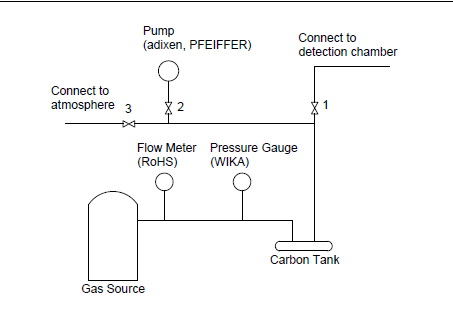 Pump
(adixen, PFEIFFER)
Connect to
detection chamber
Connect to
atmosphere
3
2
1
Flow Meter
(RoHS)
Pressure Gauge
(WIKA)
Carbon Tank
Gas Source